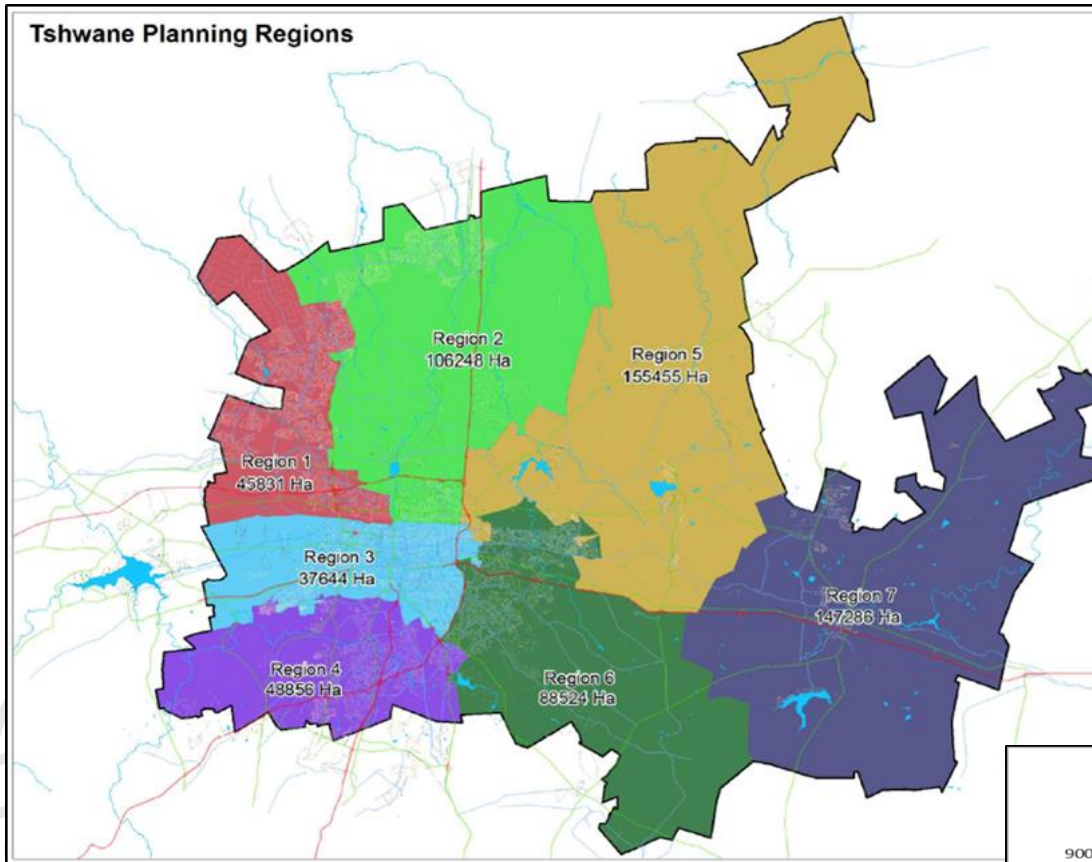 Tshwane Planning Regions
Region 2
106248 Ha
Region 5
155455 Ha
Region 1
45831 Ha
Region 3
37644 Ha
Region 7
147286 Ha
Region 4
48856 Ha
Region 6
88524 Ha
900